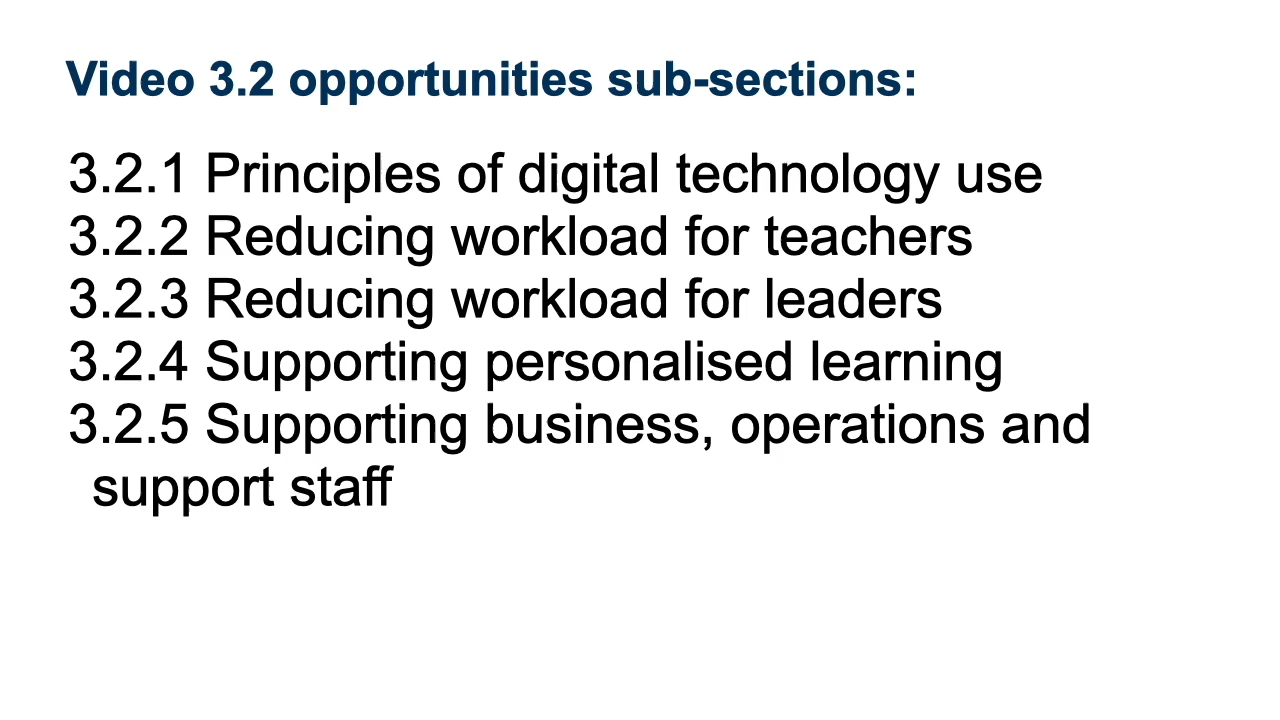 Video 3.2 opportunities sub-sections:
3.2.1 Principles of digital technology use
3.2.2 Reducing workload for teachers
3.2.3 Reducing workload for leaders
3.2.4 Supporting personalised learning
3.2.5 Supporting business, operations and
support staff